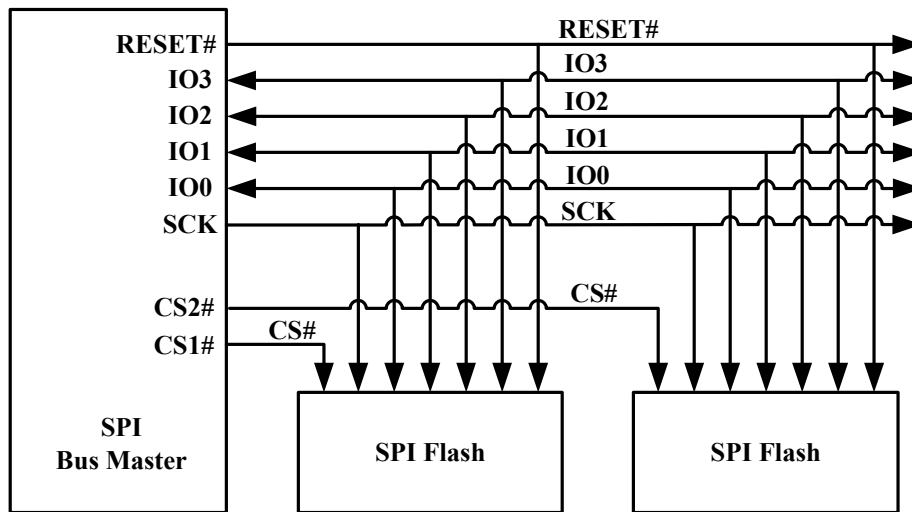 RESET#
RESET#
IO3
IO3
IO2
IO2
IO1
IO1
IO0
IO0
SCK
SCK
CS2#
CS#
CS1#
CS#
SPI
Bus Master
SPI Flash
SPI Flash